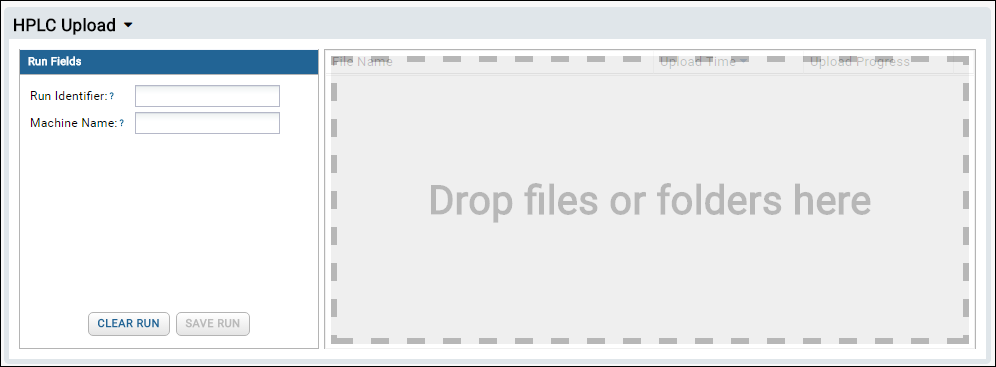 HPLC Upload
Run Fields
Run Identifier:?
Machine Name:?
CLEAR RUN SAVE RUN
File Name Upload Time Upload Progress
Drop files or folders here